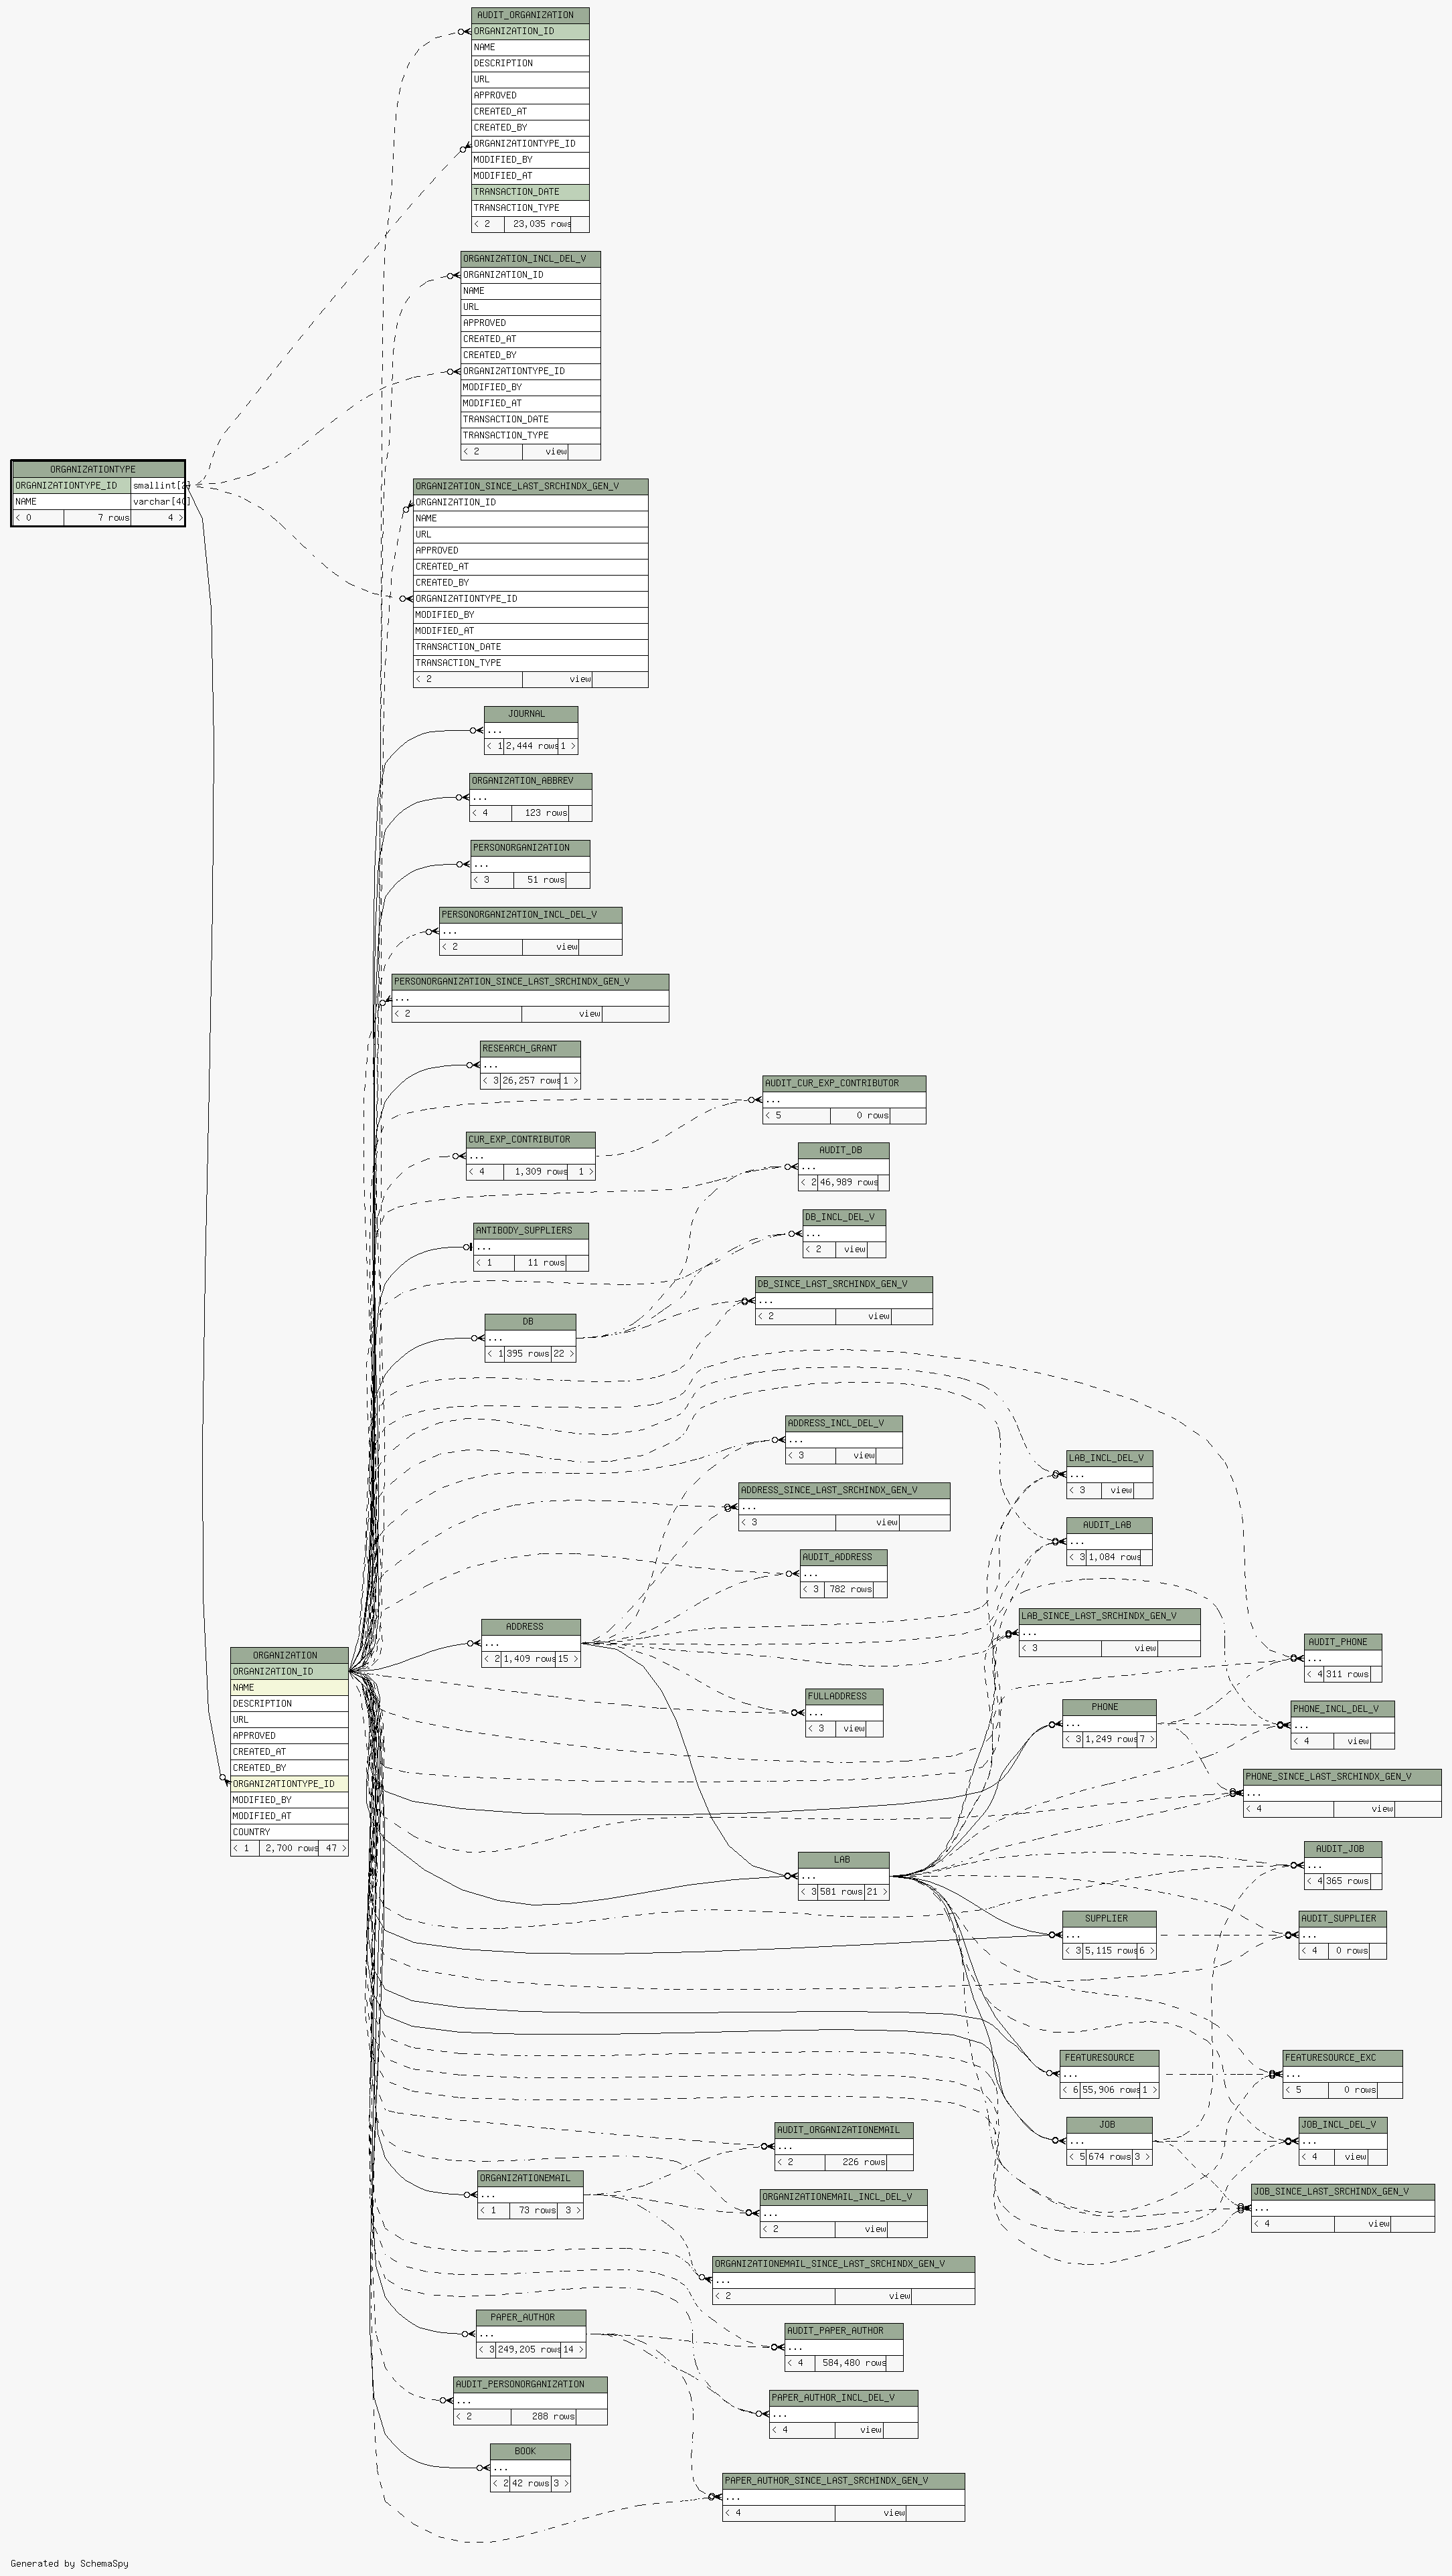 AUDIT_ORGANIZATION
ORGANIZATION_ID
NAME
DESCRIPTION
URL
APPROVED
CREATED_AT
CREATED_BY
ORGANIZATIONTYPE_ID
MODIFIED_BY
MODIFIED_AT
TRANSACTION_DATE
TRANSACTION_TYPE
< 2 23,035 rows
ORGANIZATION_INCL_DEL_V
ORGANIZATION_ID
NAME
URL
APPROVED
CREATED_AT
CREATED_BY
ORGANIZATIONTYPE_ID
MODIFIED_BY
MODIFIED_AT
TRANSACTION_DATE
TRANSACTION_TYPE
< 2 view
ORGANIZATIONTYPE
ORGANIZATIONTYPE_ID smallint[2]
NAME varchar[40]
< 0 7 rows 4 >
ORGANIZATION_SINCE_LAST_SRCHINDX_GEN_V
ORGANIZATION_ID
NAME
URL
APPROVED
CREATED_AT
CREATED_BY
ORGANIZATIONTYPE_ID
MODIFIED_BY
MODIFIED_AT
TRANSACTION_DATE
TRANSACTION_TYPE
< 2 view
JOURNAL
...
< 1 2,444 rows 1 >
ORGANIZATION_ABBREV
...
< 4 123 rows
PERSONORGANIZATION
...
< 3 51 rows
PERSONORGANIZATION_INCL_DEL_V
...
< 2 view
PERSONORGANIZATION_SINCE_LAST_SRCHINDX_GEN_V
...
< 2 view
RESEARCH_GRANT
...
< 3 26,257 rows 1 >
AUDIT_CUR_EXP_CONTRIBUTOR
...
< 5 0 rows
CUR_EXP_CONTRIBUTOR
...
< 4 1,309 rows 1 >
AUDIT_DB
...
< 2 46,989 rows
DB_INCL_DEL_V
...
< 2 view
ANTIBODY_SUPPLIERS
...
< 1 11 rows
DB_SINCE_LAST_SRCHINDX_GEN_V
...
< 2 view
DB
...
< 1 395 rows 22 >
ADDRESS_INCL_DEL_V
...
< 3 view
LAB_INCL_DEL_V
...
< 3 view
ADDRESS_SINCE_LAST_SRCHINDX_GEN_V
...
< 3 view
AUDIT_LAB
...
< 3 1,084 rows
AUDIT_ADDRESS
...
< 3 782 rows
LAB_SINCE_LAST_SRCHINDX_GEN_V
...
< 3 view
ADDRESS
...
< 2 1,409 rows 15 >
AUDIT_PHONE
...
< 4 311 rows
ORGANIZATION
ORGANIZATION_ID
NAME
DESCRIPTION
URL
APPROVED
CREATED_AT
CREATED_BY
ORGANIZATIONTYPE_ID
MODIFIED_BY
MODIFIED_AT
COUNTRY
< 1 2,700 rows 47 >
FULLADDRESS
...
< 3 view
PHONE
...
< 3 1,249 rows 7 >
PHONE_INCL_DEL_V
...
< 4 view
PHONE_SINCE_LAST_SRCHINDX_GEN_V
...
< 4 view
LAB
...
< 3 581 rows 21 >
AUDIT_JOB
...
< 4 365 rows
SUPPLIER
...
< 3 5,115 rows 6 >
AUDIT_SUPPLIER
...
< 4 0 rows
FEATURESOURCE
...
< 6 55,906 rows 1 >
FEATURESOURCE_EXC
...
< 5 0 rows
JOB
...
< 5 674 rows 3 >
JOB_INCL_DEL_V
...
< 4 view
AUDIT_ORGANIZATIONEMAIL
...
< 2 226 rows
ORGANIZATIONEMAIL
...
< 1 73 rows 3 >
JOB_SINCE_LAST_SRCHINDX_GEN_V
...
< 4 view
ORGANIZATIONEMAIL_INCL_DEL_V
...
< 2 view
ORGANIZATIONEMAIL_SINCE_LAST_SRCHINDX_GEN_V
...
< 2 view
PAPER_AUTHOR
...
< 3 249,205 rows 14 >
AUDIT_PAPER_AUTHOR
...
< 4 584,480 rows
AUDIT_PERSONORGANIZATION
...
< 2 288 rows
PAPER_AUTHOR_INCL_DEL_V
...
< 4 view
BOOK
...
< 2 42 rows 3 >
PAPER_AUTHOR_SINCE_LAST_SRCHINDX_GEN_V
...
< 4 view
Generated by SchemaSpy